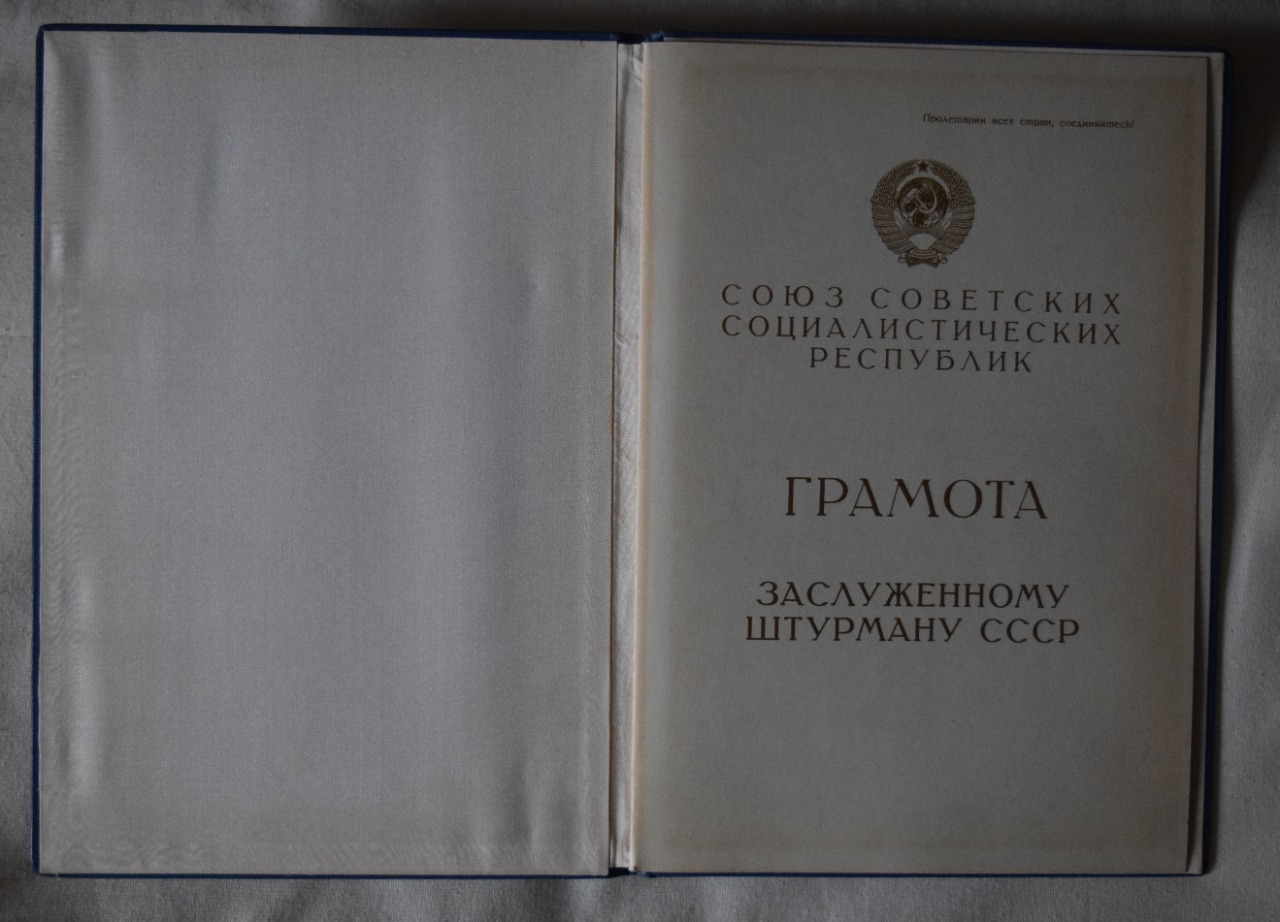 Пролетарии всех стран, соединяйтесь!
СОЮЗ СОВЕТСКИХ
СОЦИАЛИСТИЧЕСКИХ
РЕСПУБЛИК
ГРАМОТА
ЗАСЛУЖЕННОМУ
ШТУРМАНУ СССР